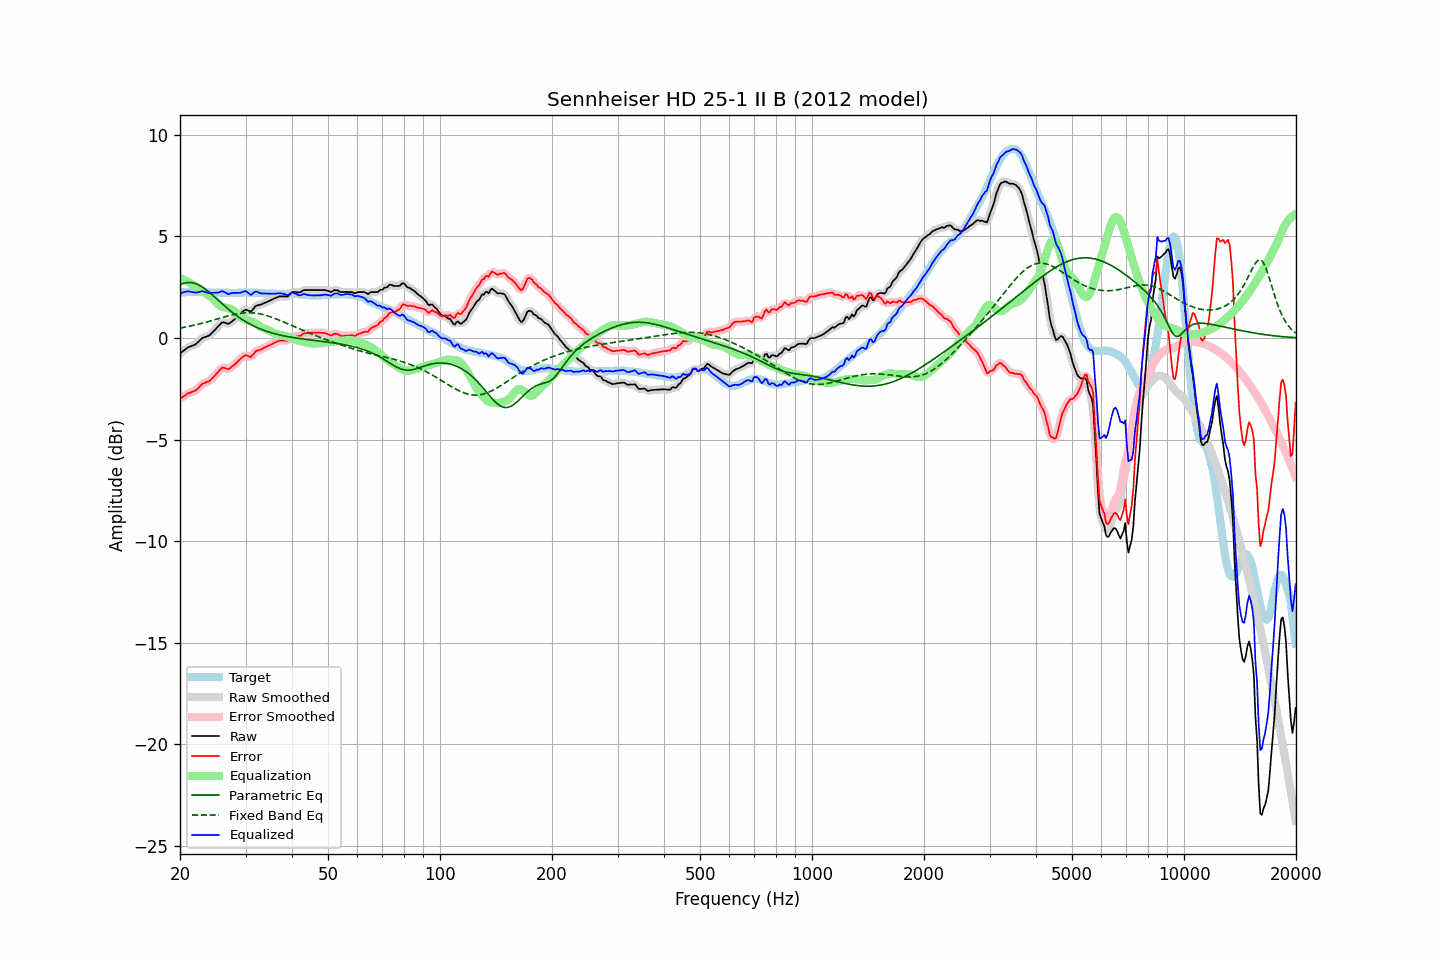 Sennheiser HD 25-1 II B (2012 model)
10
5
0
−5
−10
−15
−20
−25
Amplitude (dBr)
Target
Raw Smoothed
Error Smoothed
Raw
Error
Equalization
Parametric Eq
Fixed Band Eq
Equalized
20 50 100 200 500 1000 2000 5000 10000 20000
Frequency (Hz)